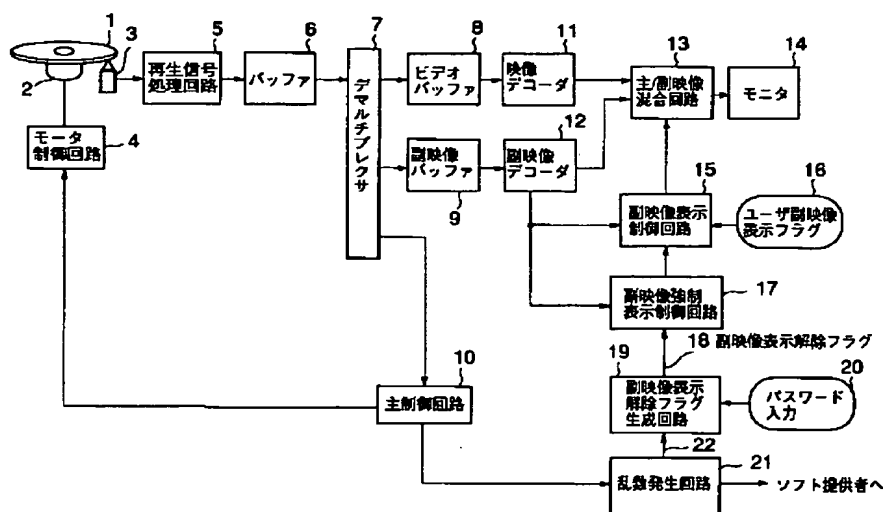 1
2
3
4
5
6
7
8
9
10
11
12
13
14
15
16
17
18 副映像表示解除フラグ
19
20
21
22
再生信号
処理回路
バッファ
デマルチプレクサ
ビデオ
バッファ
映像
デコーダ
主/副映像
混合回路
モニタ
モータ
制御回路
副映像
バッファ
副映像
デコーダ
副映像表示
制御回路
ユーザ副映像
表示フラグ
副映像強制
表示制御回路
主制御回路
副映像表示
解除フラグ
生成回路
パスワード
入力
乱数発生回路
ソフト提供者へ